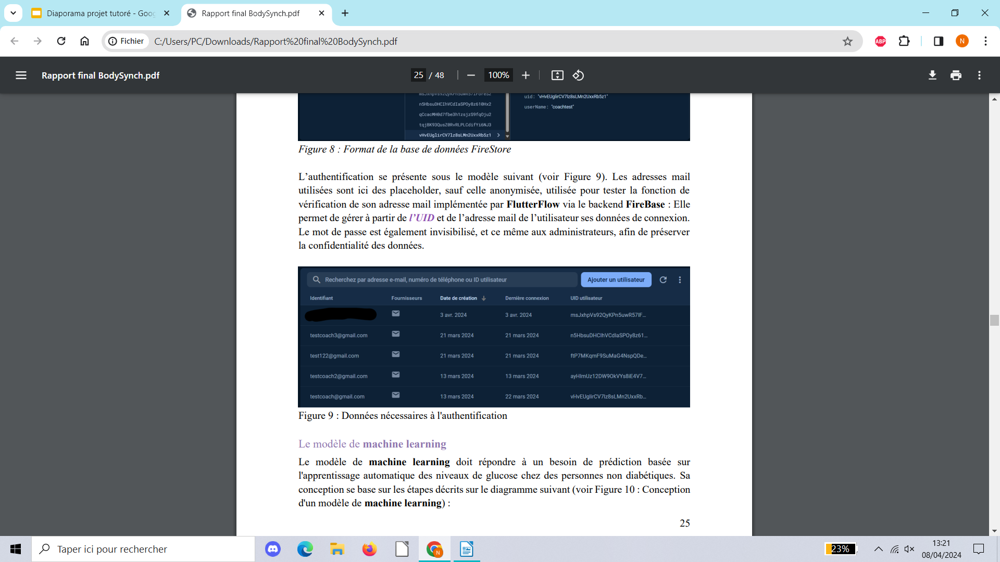 Diaporama projet tutoré - Goo
Rapport final BodySynch.pdf
Fichier
C:/Users/PC/Downloads/Rapport%20final%20BodySynch.pdf
ABP
N
Rapport final BodySynch.pdf
25 / 48
100%
n5HbsuDHCIhVCdIaSPOy8z610Hx2
qCcacMH0d7fbe3h1zsjzS9fqOju2
tqjBK93QusZ0RvRLPLCdifYi6NJ3
vHvEUglirCV7lz8sLMn2UxxRb5z1
uid: "vHvEUglirCV7lz8sLMn2UxxRb5z1"
userName: "coachtest"
Figure 8 : Format de la base de données FireStore
L’authentification se présente sous le modèle suivant (voir Figure 9). Les adresses mail
utilisées sont ici des placeholder, sauf celle anonymisée, utilisée pour tester la fonction de
vérification de son adresse mail implémentée par FlutterFlow via le backend FireBase : Elle
permet de gérer à partir de l’UID et de l’adresse mail de l’utilisateur ses données de connexion.
Le mot de passe est également invisibilisé, et ce même aux administrateurs, afin de préserver
la confidentialité des données.
Recherchez par adresse e-mail, numéro de téléphone ou ID utilisateur
Ajouter un utilisateur
Identifiant Fournisseurs Date de création Dernière connexion UID utilisateur
3 avr. 2024 3 avr. 2024 msJxhpVs92QyKPn5uwR57IF...
testcoach3@gmail.com 21 mars 2024 21 mars 2024 n5HbsuDHCIhVCdIaSPOy8z61...
test122@gmail.com 21 mars 2024 21 mars 2024 ftP7MKqmF9SuMaG4NspQDe...
testcoach2@gmail.com 13 mars 2024 13 mars 2024 ayHImUz12DW9OkVYs8iE4V7...
testcoach@gmail.com 13 mars 2024 22 mars 2024 vHvEUglirCV7lz8sLMn2UxxRb...
Figure 9 : Données nécessaires à l'authentification
Le modèle de machine learning
Le modèle de machine learning doit répondre à un besoin de prédiction basée sur
l'apprentissage automatique des niveaux de glucose chez des personnes non diabétiques. Sa
conception se base sur les étapes décrits sur le diagramme suivant (voir Figure 10 : Conception
d'un modèle de machine learning) :
25
Taper ici pour rechercher
N
23%
13:21
08/04/2024